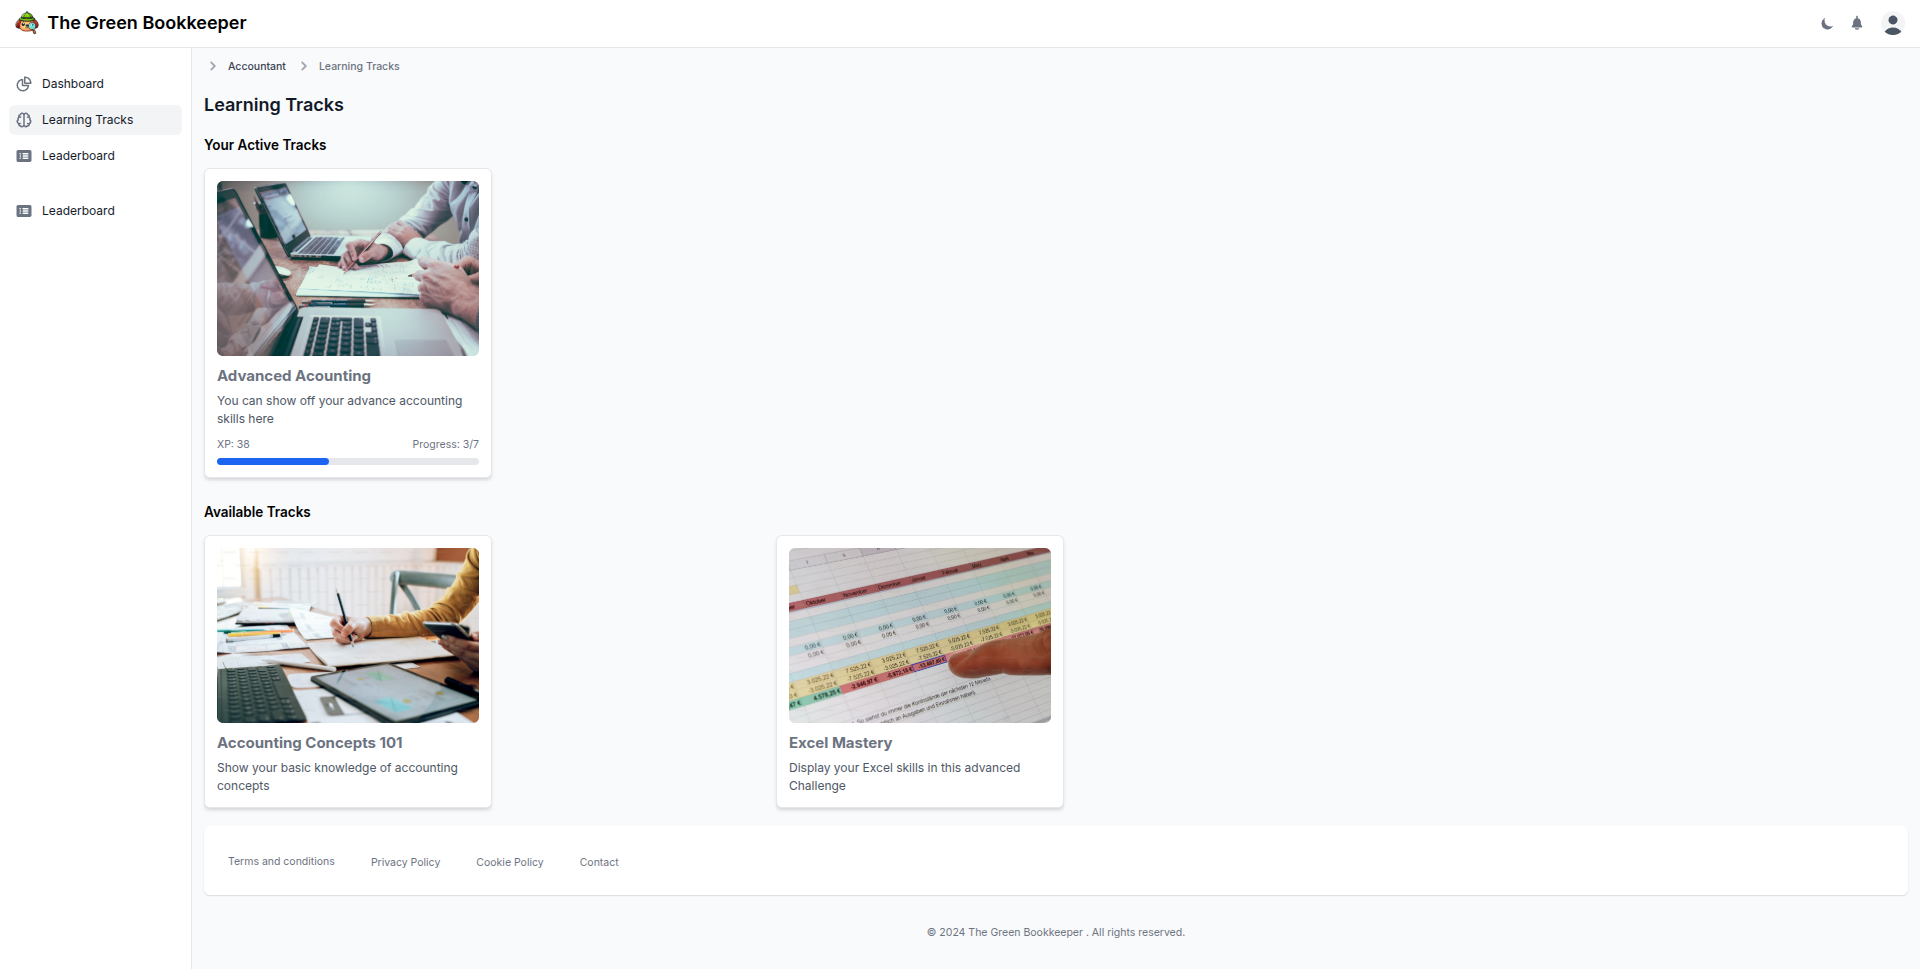 The Green Bookkeeper
Dashboard
Learning Tracks
Leaderboard
Leaderboard
Accountant
Learning Tracks
Learning Tracks
Your Active Tracks
Advanced Acounting
You can show off your advance accounting
skills here
XP: 38 Progress: 3/7
Available Tracks
Accounting Concepts 101
Show your basic knowledge of accounting
concepts
Excel Mastery
Display your Excel skills in this advanced
Challenge
Terms and conditions Privacy Policy Cookie Policy Contact
© 2024 The Green Bookkeeper . All rights reserved.